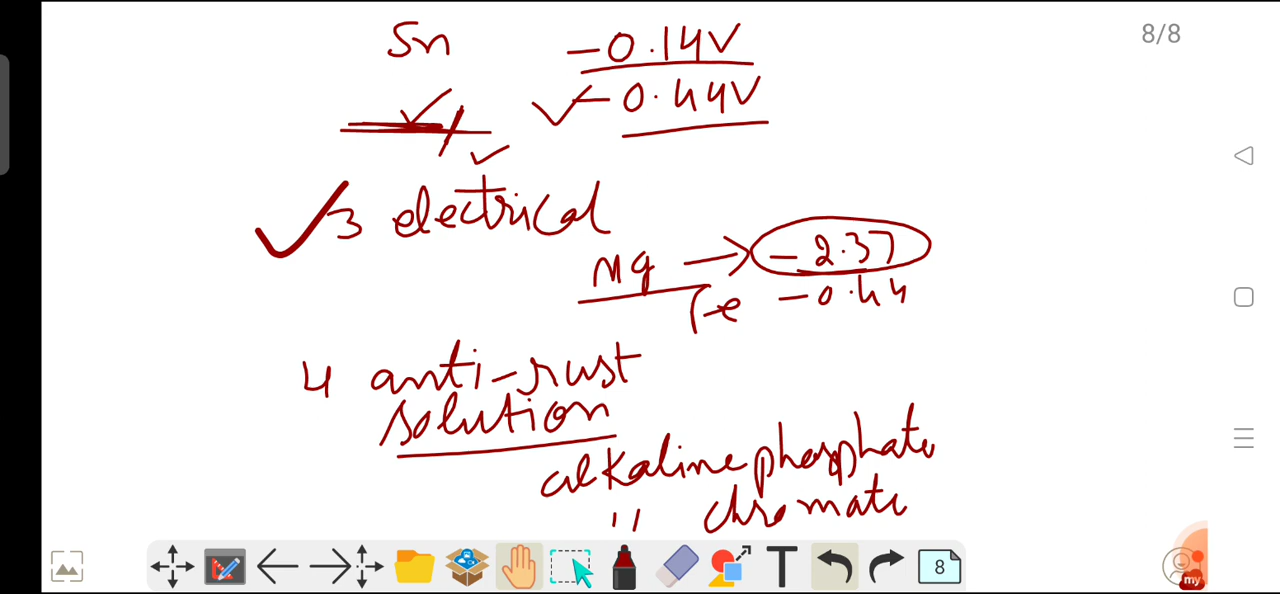 8/8
Sn -0.14V
-0.44V
3 electrical
Mg → -2.37
Fe -0.44
4 anti-rust
solution
alkaline phosphate
" chromate
T
8
my